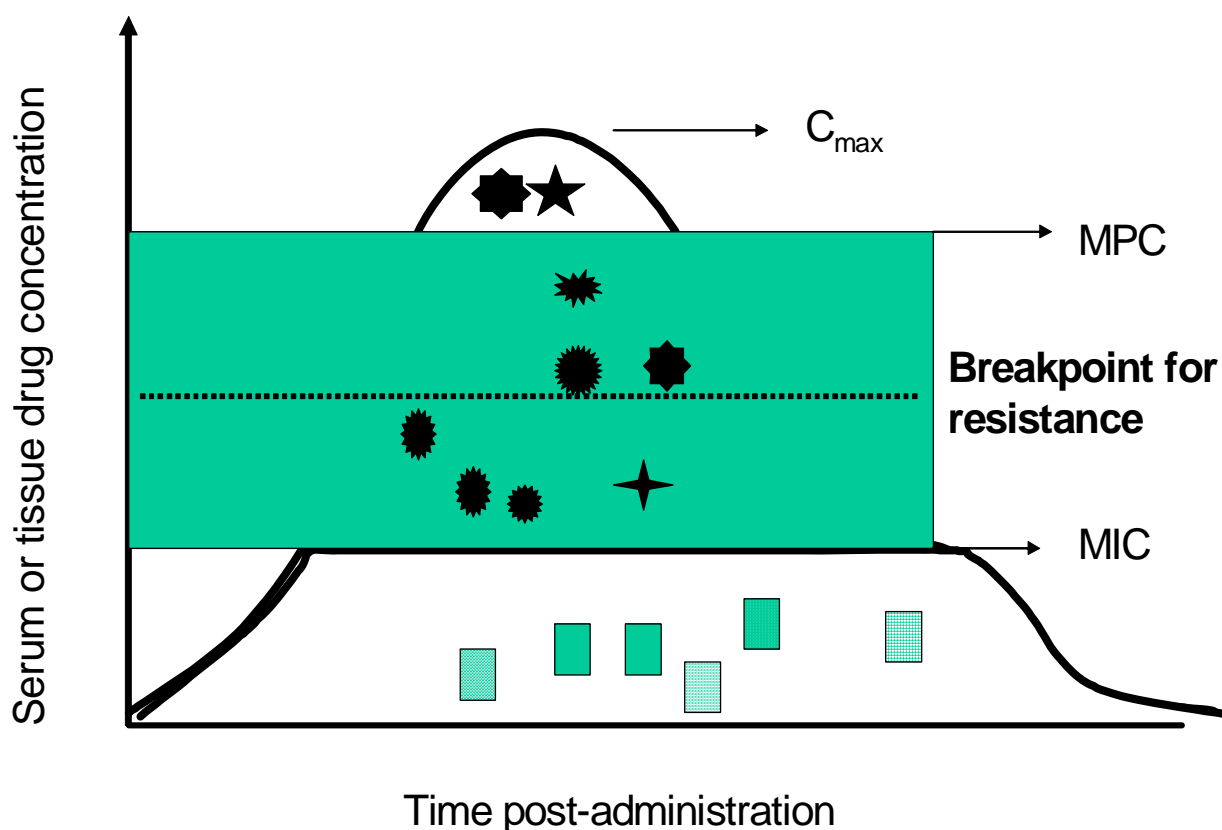 Serum or tissue drug concentration
Cmax
MPC
Breakpoint for
resistance
MIC
Time post-administration